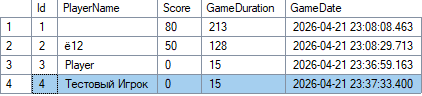 Id PlayerName Score GameDuration GameDate
1 1 80 213 2026-04-21 23:08:08.463
2 2 ё12 50 128 2026-04-21 23:08:29.713
3 3 Player 0 15 2026-04-21 23:36:59.163
4 4 Тестовый Игрок 0 15 2026-04-21 23:37:33.400